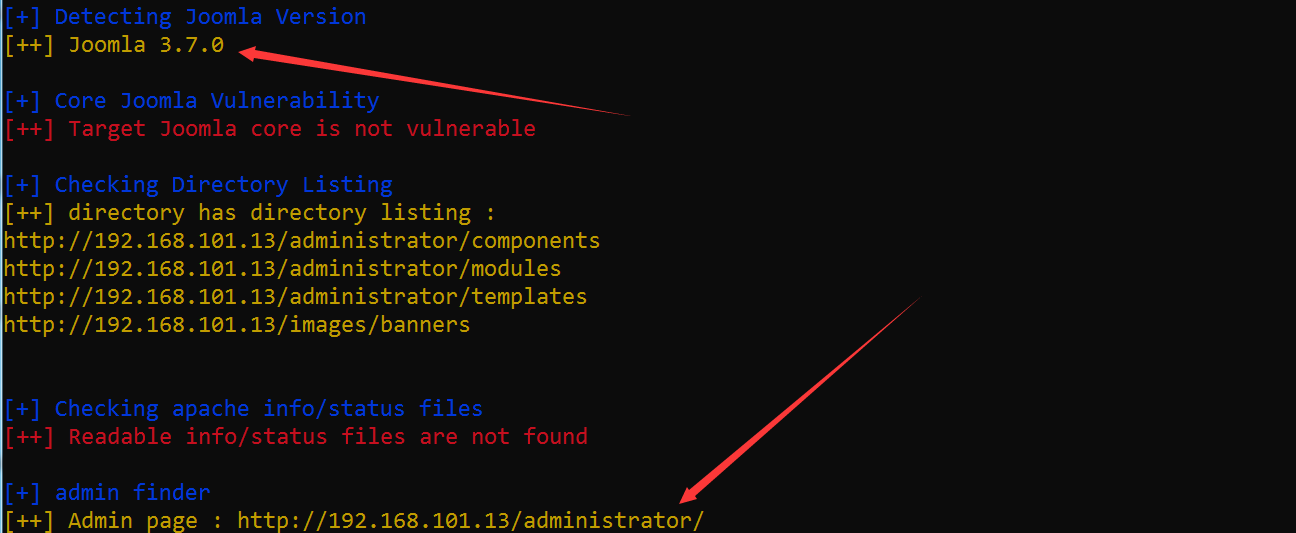 [+] Detecting Joomla Version
[++] Joomla 3.7.0
[+] Core Joomla Vulnerability
[++] Target Joomla core is not vulnerable
[+] Checking Directory Listing
[++] directory has directory listing :
http://192.168.101.13/administrator/components
http://192.168.101.13/administrator/modules
http://192.168.101.13/administrator/templates
http://192.168.101.13/images/banners
[+] Checking apache info/status files
[++] Readable info/status files are not found
[+] admin finder
[++] Admin page : http://192.168.101.13/administrator/